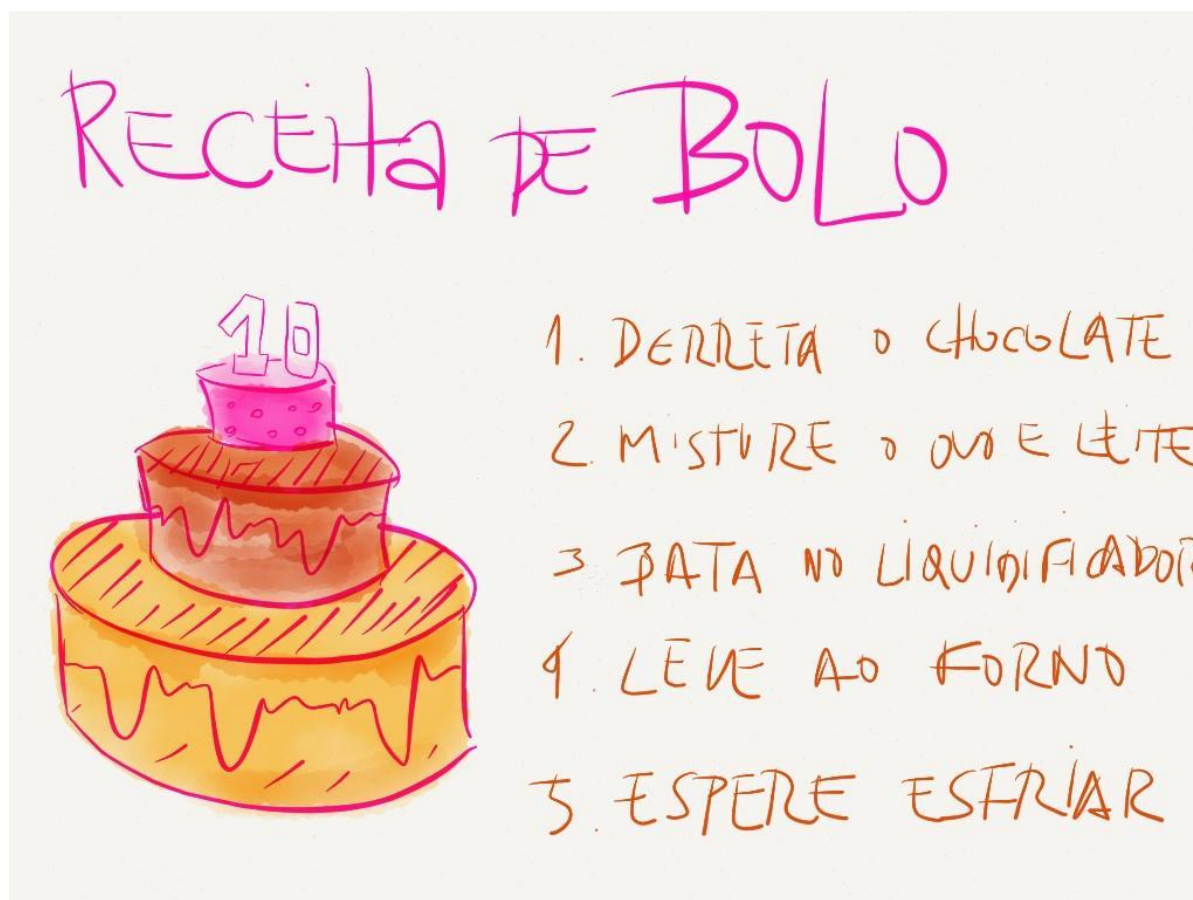 RECEITA DE BOLO
10
1. DERRETA O CHOCOLATE
2. MISTURE O OVO E LEITE
3 BATA NO LIQUIDIFICADOR
4. LEVE AO FORNO
5. ESPERE ESFRIAR